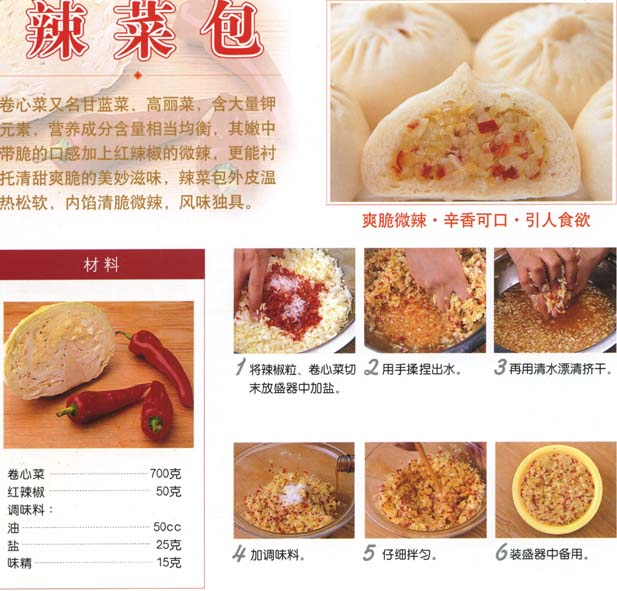 辣菜包
卷心菜又名甘蓝菜、高丽菜，含大量钾
元素，营养成分含量相当均衡，其嫩中
带脆的口感加上红辣椒的微辣，更能衬
托清甜爽脆的美妙滋味，辣菜包外皮温
热松软，内馅清脆微辣，风味独具。
爽脆微辣·辛香可口·引人食欲
材料
卷心菜 700克
红辣椒 50克
调味料：
油 50cc
盐 25克
味精 15克
1 将辣椒粒、卷心菜切
末放盛器中加盐。
2 用手揉捏出水。
3 再用清水漂清挤干。
4 加调味料。
5 仔细拌匀。
6 装盛器中备用。